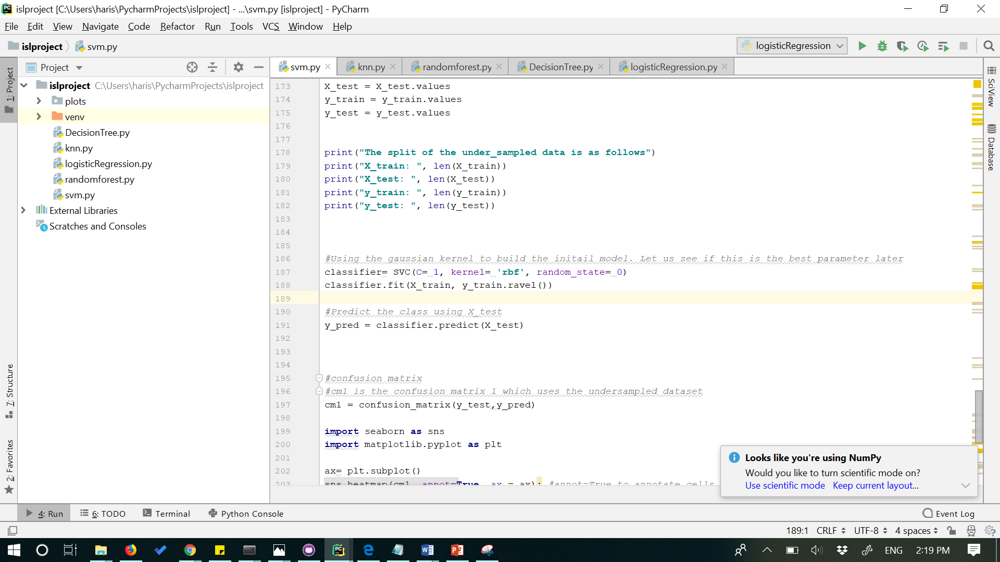 islproject [C:\Users\haris\PycharmProjects\islproject] - ...\svm.py [islproject] - PyCharm
File Edit View Navigate Code Refactor Run Tools VCS Window Help
islproject svm.py logisticRegression
1: Project
Project
svm.py knn.py randomforest.py DecisionTree.py logisticRegression.py
islproject C:\Users\haris\PycharmProjects\islproject
plots
venv
DecisionTree.py
knn.py
logisticRegression.py
randomforest.py
svm.py
External Libraries
Scratches and Consoles
173 X_test = X_test.values
174 y_train = y_train.values
175 y_test = y_test.values
176
177
178 print("The split of the under_sampled data is as follows")
179 print("X_train: ", len(X_train))
180 print("X_test: ", len(X_test))
181 print("y_train: ", len(y_train))
182 print("y_test: ", len(y_test))
183
184
185
186 #Using the gaussian kernel to build the initail model. Let us see if this is the best parameter later
187 classifier= SVC(C= 1, kernel= 'rbf', random_state= 0)
188 classifier.fit(X_train, y_train.ravel())
189
190 #Predict the class using X_test
191 y_pred = classifier.predict(X_test)
192
193
194
195 #confusion matrix
196 #cm1 is the confusion matrix 1 which uses the undersampled dataset
197 cm1 = confusion_matrix(y_test,y_pred)
198
199 import seaborn as sns
200 import matplotlib.pyplot as plt
201
202 ax= plt.subplot()
203 sns.heatmap(cm1, annot=True, ax = ax); #annot=True to annotate cells
SciView
Database
7: Structure
2: Favorites
Looks like you're using NumPy
Would you like to turn scientific mode on?
Use scientific mode Keep current layout...
4: Run 6: TODO Terminal Python Console Event Log
189:1 CRLF UTF-8 4 spaces
ENG 2:19 PM